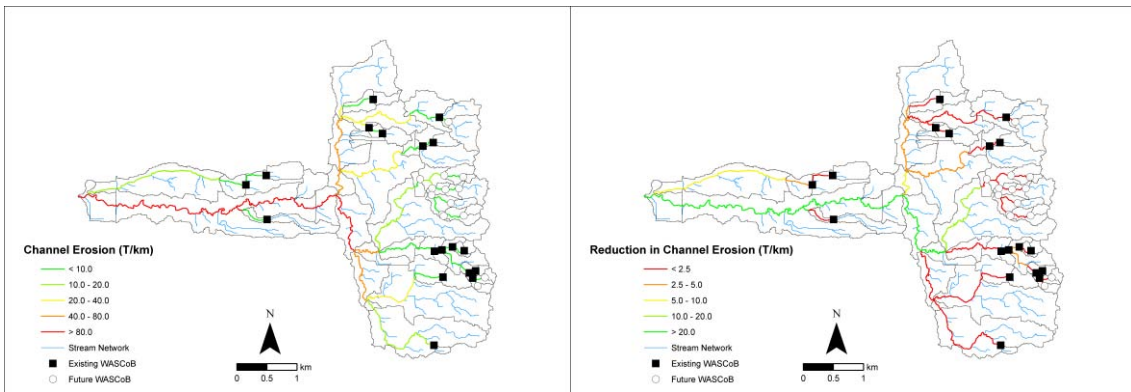 Channel Erosion (T/km)
< 10.0
10.0 - 20.0
20.0 - 40.0
40.0 - 80.0
> 80.0
Stream Network
Existing WASCoB
Future WASCoB
N
km
0 0.5 1
Reduction in Channel Erosion (T/km)
< 2.5
2.5 - 5.0
5.0 - 10.0
10.0 - 20.0
> 20.0
Stream Network
Existing WASCoB
Future WASCoB
N
km
0 0.5 1